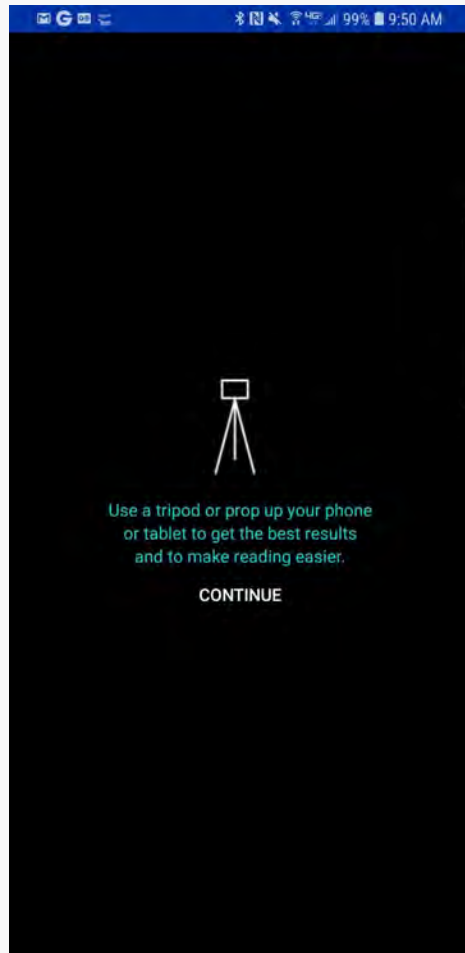 99% 9:50 AM
Use a tripod or prop up your phone
or tablet to get the best results
and to make reading easier.
CONTINUE